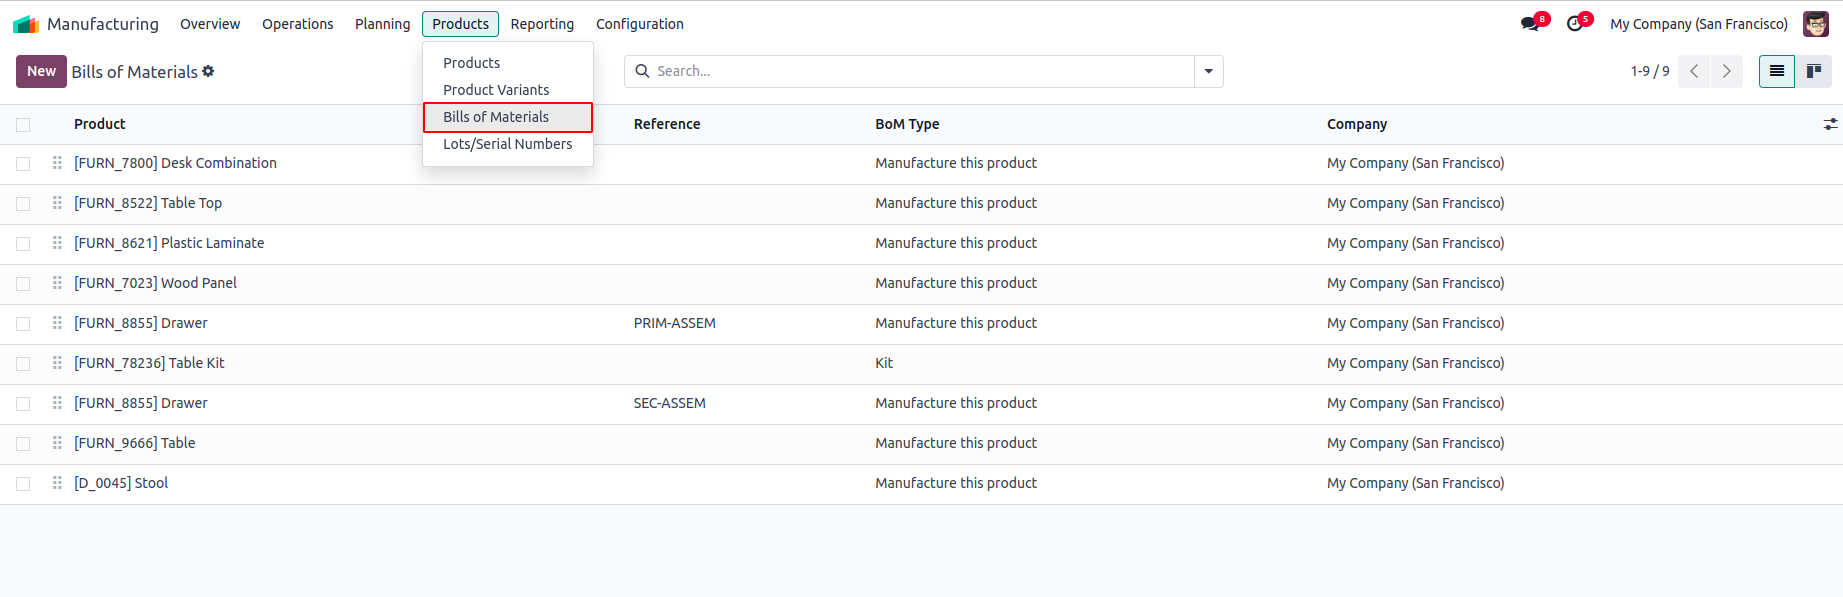 Manufacturing Overview Operations Planning Products Reporting Configuration 8 5 My Company (San Francisco)
New Bills of Materials Search... 1-9 / 9
Products
Product Variants
Bills of Materials
Lots/Serial Numbers
Product Reference BoM Type Company
[FURN_7800] Desk Combination Manufacture this product My Company (San Francisco)
[FURN_8522] Table Top Manufacture this product My Company (San Francisco)
[FURN_8621] Plastic Laminate Manufacture this product My Company (San Francisco)
[FURN_7023] Wood Panel Manufacture this product My Company (San Francisco)
[FURN_8855] Drawer PRIM-ASSEM Manufacture this product My Company (San Francisco)
[FURN_78236] Table Kit Kit My Company (San Francisco)
[FURN_8855] Drawer SEC-ASSEM Manufacture this product My Company (San Francisco)
[FURN_9666] Table Manufacture this product My Company (San Francisco)
[D_0045] Stool Manufacture this product My Company (San Francisco)